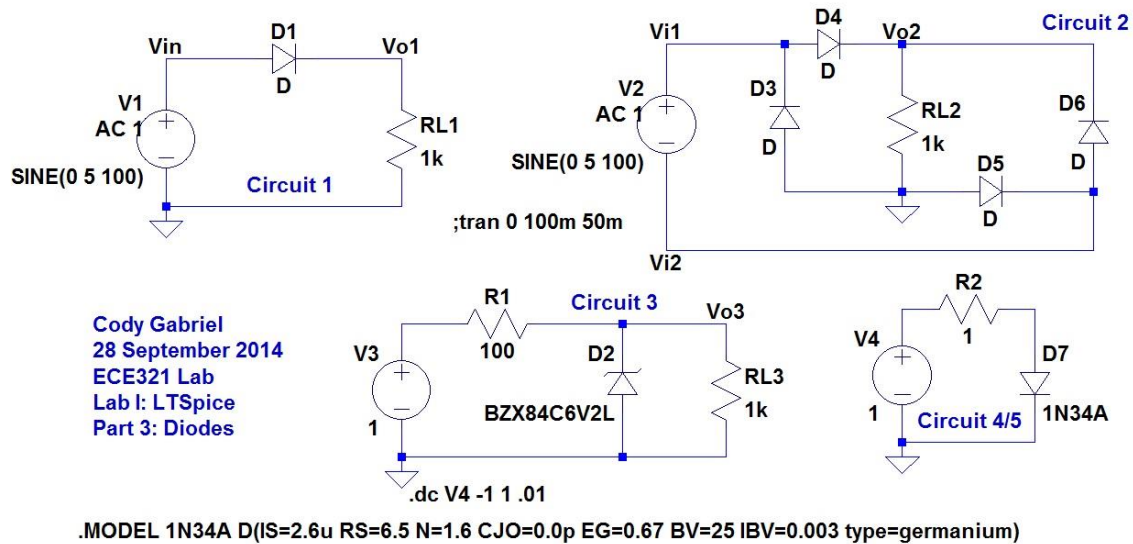 Vin
D1
D
Vo1
V1
AC 1
SINE(0 5 100)
RL1
1k
Circuit 1
Circuit 2
Vi1
D4
D
Vo2
V2
AC 1
SINE(0 5 100)
D3
D
RL2
1k
D6
D
D5
D
Vi2
;tran 0 100m 50m
Cody Gabriel
28 September 2014
ECE321 Lab
Lab I: LTSpice
Part 3: Diodes
R1
100
Circuit 3
Vo3
V3
1
D2
BZX84C6V2L
RL3
1k
R2
1
V4
1
D7
1N34A
Circuit 4/5
.dc V4 -1 1 .01
.MODEL 1N34A D(IS=2.6u RS=6.5 N=1.6 CJO=0.0p EG=0.67 BV=25 IBV=0.003 type=germanium)